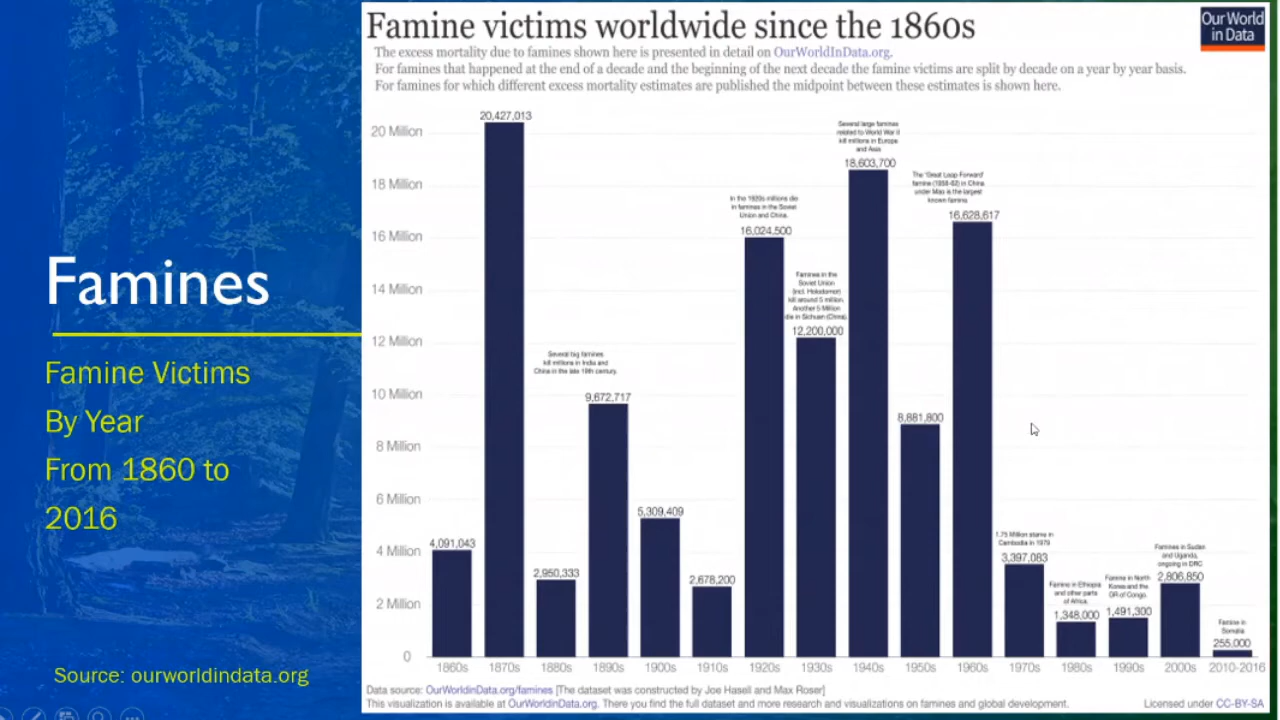 Famine victims worldwide since the 1860s
Our World
in Data
The excess mortality due to famines shown here is presented in detail on OurWorldInData.org.
For famines that happened at the end of a decade and the beginning of the next decade the famine victims are split by decade on a year by year basis.
For famines for which different excess mortality estimates are published the midpoint between these estimates is shown here.
Famines
Famine Victims
By Year
From 1860 to
2016
Source: ourworldindata.org
20 Million
18 Million
16 Million
14 Million
12 Million
10 Million
8 Million
6 Million
4 Million
2 Million
0
4,091,043
20,427,013
2,950,333
Several big famines
kill millions in India and
China in the late 19th century.
9,672,717
5,309,409
2,678,200
In the 1920s millions die
in famines in the Soviet
Union and China.
16,024,500
Famines in the
Soviet Union
(incl. Holodomor)
kill around 5 million.
Another 5 Million
die in Sichuan (China).
12,200,000
Several large famines
related to World War II
kill millions in Europe
and Asia
18,603,700
8,881,800
The 'Great Leap Forward'
famine (1958-62) in China
under Mao is the largest
known famine.
16,628,617
1.75 Million starve in
Cambodia in 1979
3,397,083
Famine in Ethiopia
and other parts
of Africa.
1,348,000
Famine in North
Korea and the
DR of Congo.
1,491,300
Famines in Sudan
and Uganda,
ongoing in DRC
2,806,850
Famine in
Somalia
255,000
1860s 1870s 1880s 1890s 1900s 1910s 1920s 1930s 1940s 1950s 1960s 1970s 1980s 1990s 2000s 2010-2016
Data source: OurWorldInData.org/famines [The dataset was constructed by Joe Hasell and Max Roser]
This visualization is available at OurWorldInData.org. There you find the full dataset and more research and visualizations on famines and global development.
Licensed under CC-BY-SA